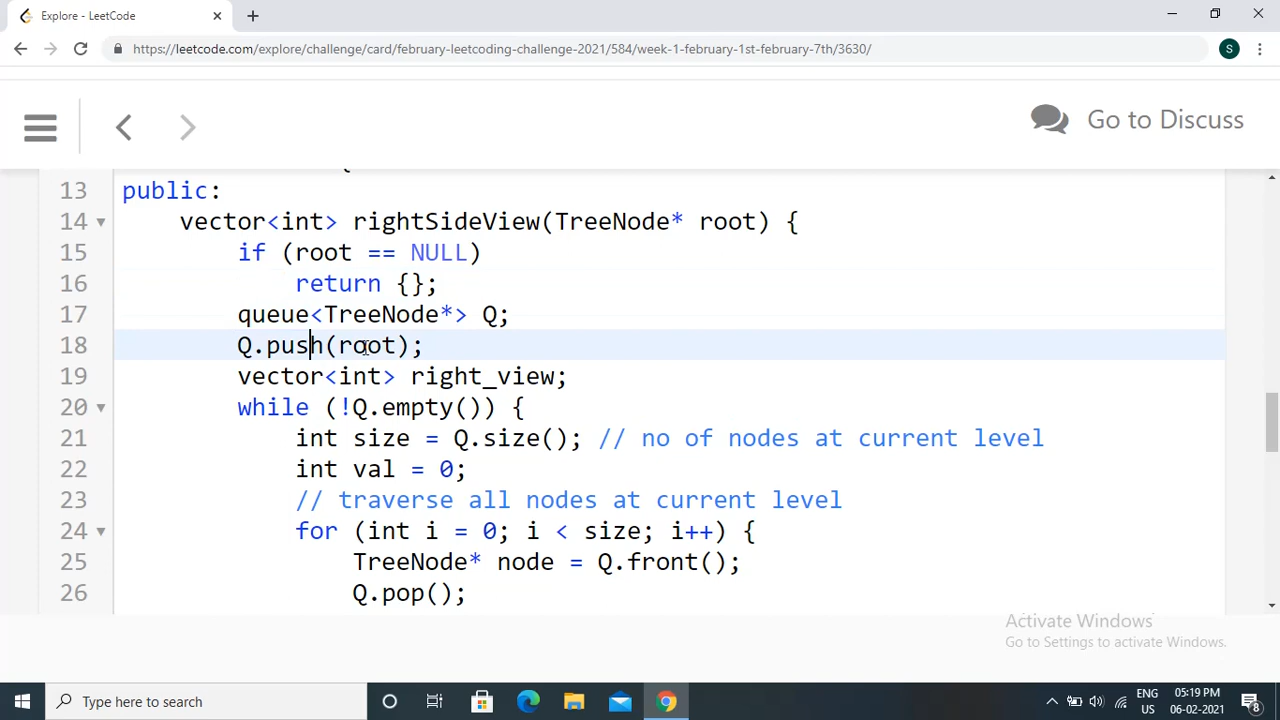 Explore - LeetCode
https://leetcode.com/explore/challenge/card/february-leetcoding-challenge-2021/584/week-1-february-1st-february-7th/3630/
S
Go to Discuss
13 public:
14 vector<int> rightSideView(TreeNode* root) {
15 if (root == NULL)
16 return {};
17 queue<TreeNode*> Q;
18 Q.push(root);
19 vector<int> right_view;
20 while (!Q.empty()) {
21 int size = Q.size(); // no of nodes at current level
22 int val = 0;
23 // traverse all nodes at current level
24 for (int i = 0; i < size; i++) {
25 TreeNode* node = Q.front();
26 Q.pop();
Activate Windows
Go to Settings to activate Windows.
Type here to search
ENG
US
05:19 PM
06-02-2021
8